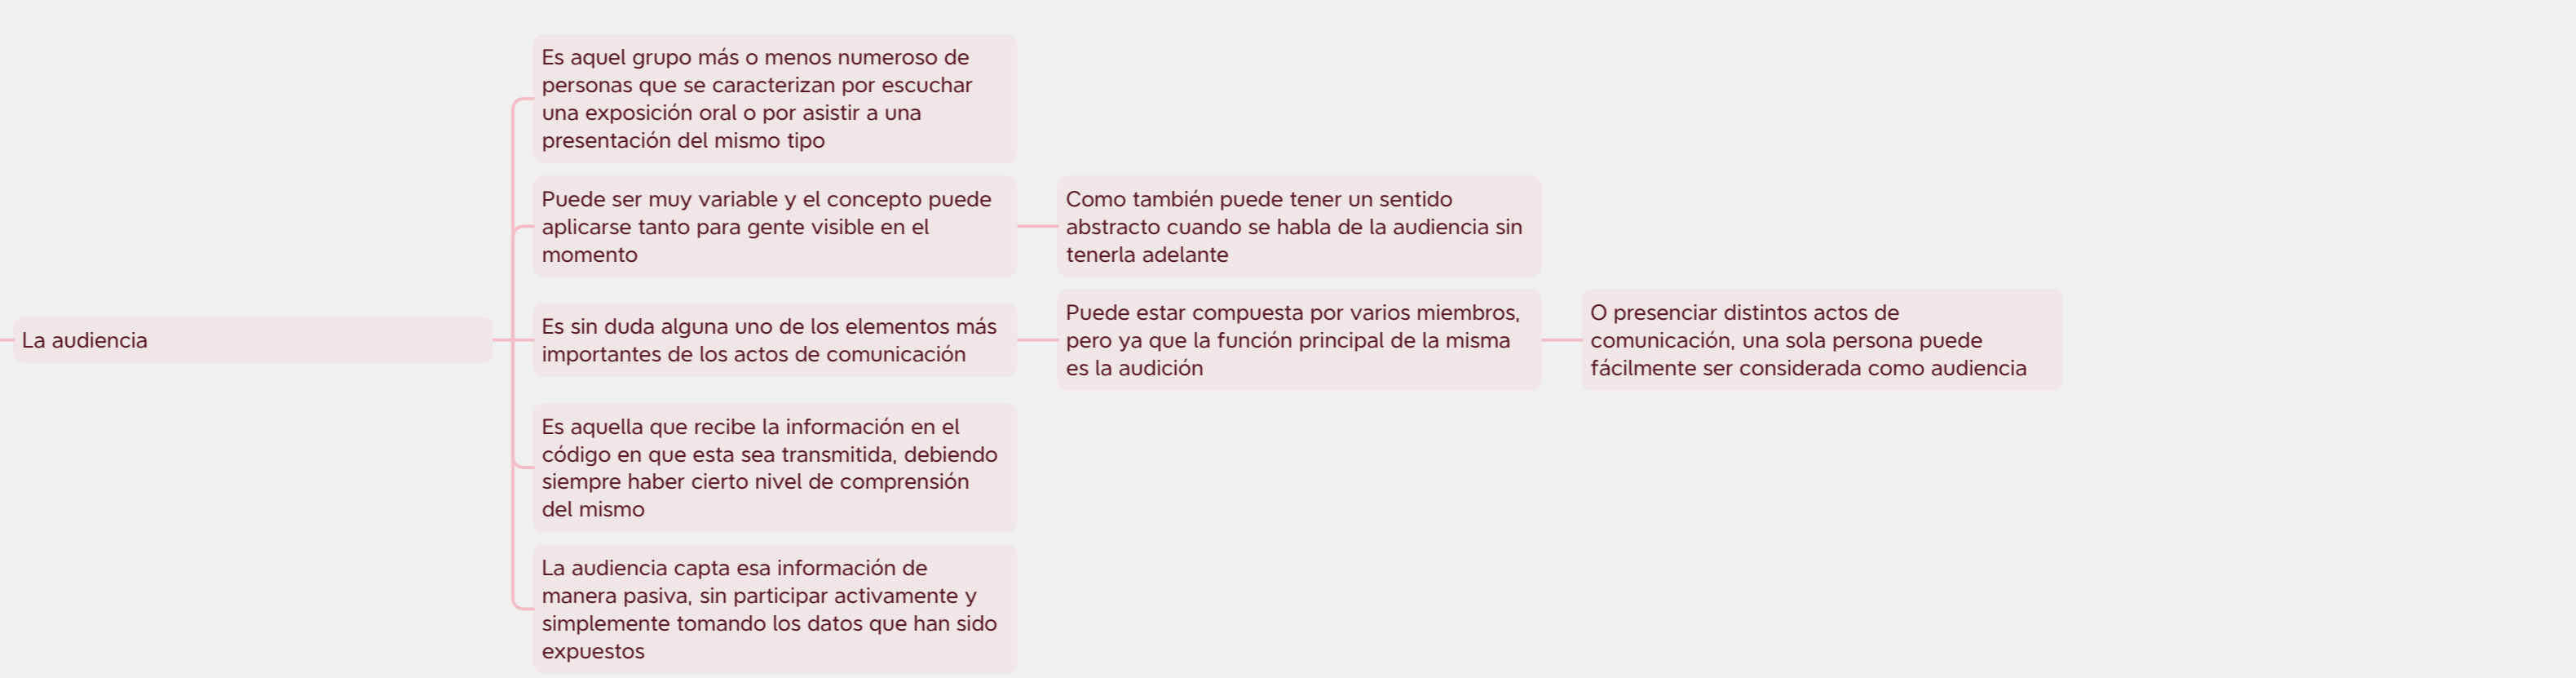 La audiencia
Es aquel grupo más o menos numeroso de
personas que se caracterizan por escuchar
una exposición oral o por asistir a una
presentación del mismo tipo
Puede ser muy variable y el concepto puede
aplicarse tanto para gente visible en el
momento
Como también puede tener un sentido
abstracto cuando se habla de la audiencia sin
tenerla adelante
Es sin duda alguna uno de los elementos más
importantes de los actos de comunicación
Puede estar compuesta por varios miembros,
pero ya que la función principal de la misma
es la audición
O presenciar distintos actos de
comunicación, una sola persona puede
fácilmente ser considerada como audiencia
Es aquella que recibe la información en el
código en que esta sea transmitida, debiendo
siempre haber cierto nivel de comprensión
del mismo
La audiencia capta esa información de
manera pasiva, sin participar activamente y
simplemente tomando los datos que han sido
expuestos